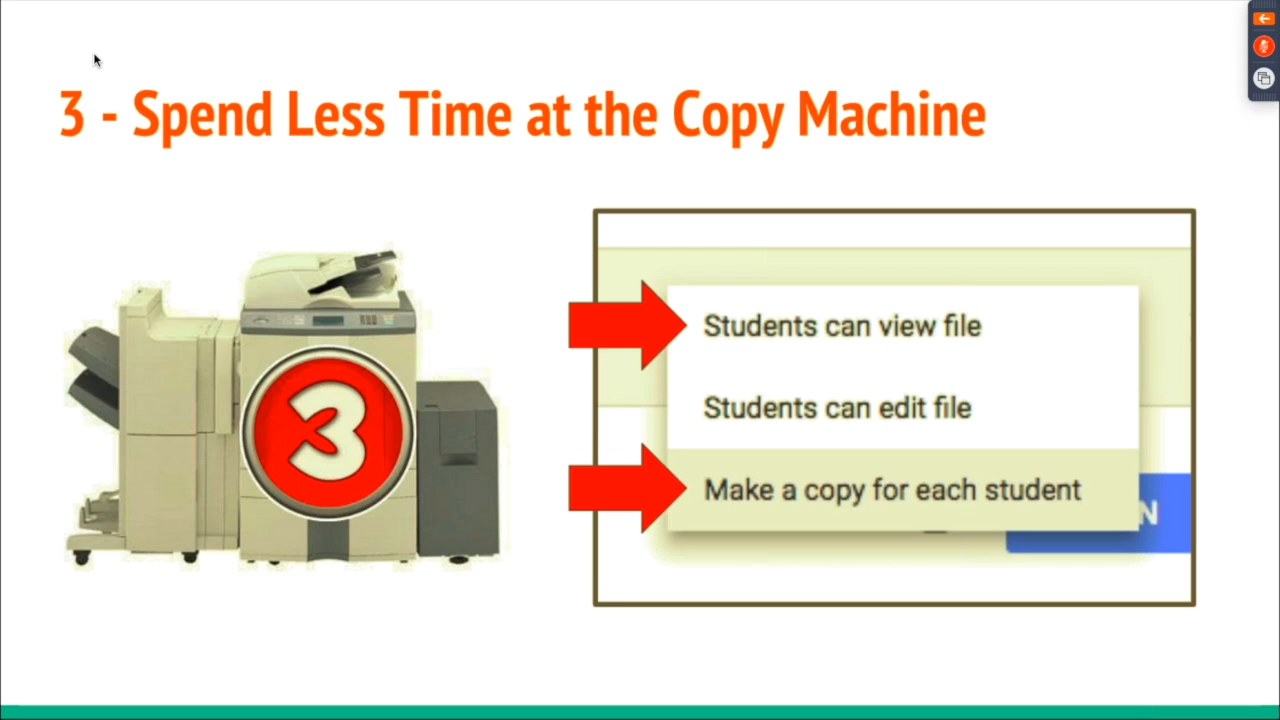 3 - Spend Less Time at the Copy Machine
3
Students can view file
Students can edit file
Make a copy for each student
N